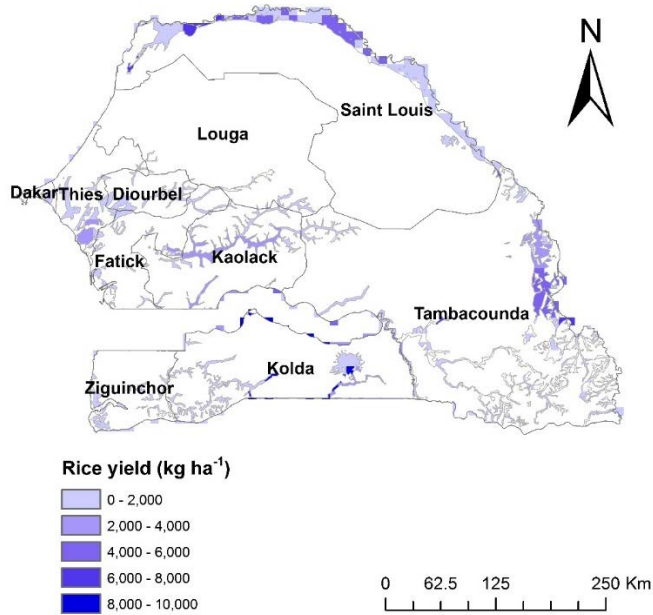 N
Saint Louis
Louga
Dakar
Thies
Diourbel
Fatick
Kaolack
Tambacounda
Kolda
Ziguinchor
Rice yield (kg ha⁻¹)
0 - 2,000
2,000 - 4,000
4,000 - 6,000
6,000 - 8,000
8,000 - 10,000
0 62.5 125 250 Km